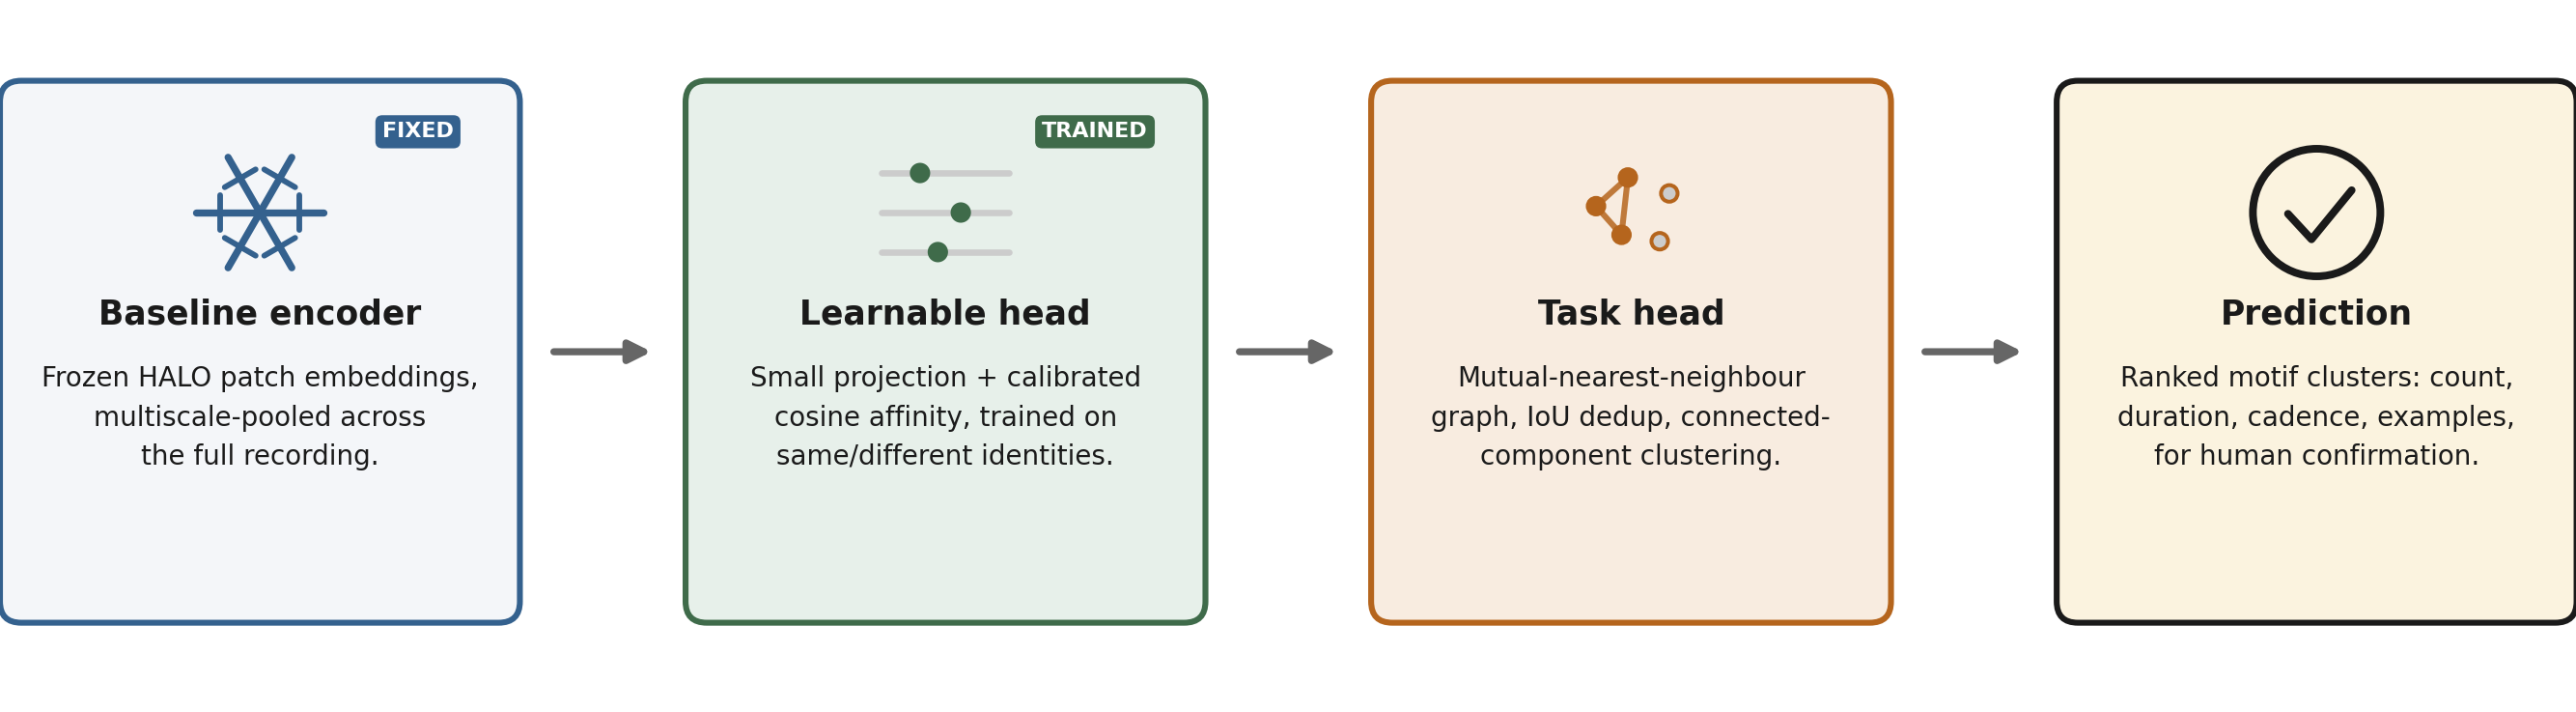 FIXED
Baseline encoder
Frozen HALO patch embeddings,
multiscale-pooled across
the full recording.
TRAINED
Learnable head
Small projection + calibrated
cosine affinity, trained on
same/different identities.
Task head
Mutual-nearest-neighbour
graph, IoU dedup, connected-
component clustering.
Prediction
Ranked motif clusters: count,
duration, cadence, examples,
for human confirmation.